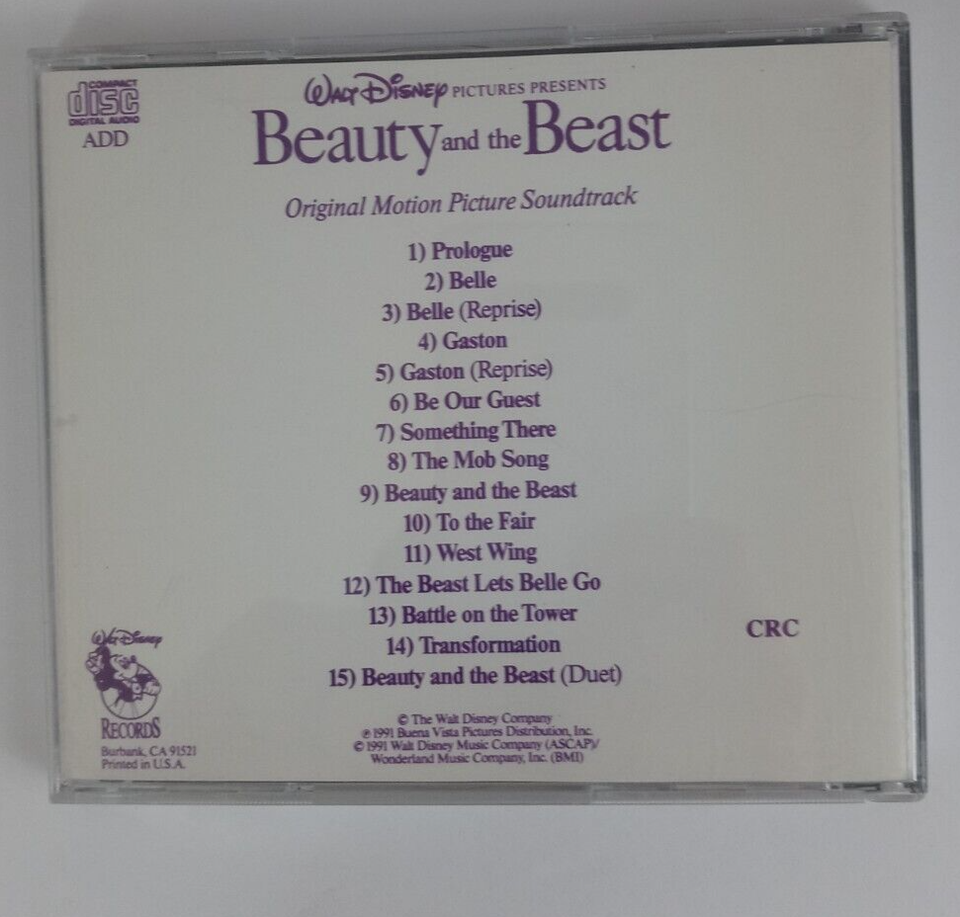 COMPACT
disc
DIGITAL AUDIO
ADD
WALT DISNEY PICTURES PRESENTS
Beauty and the Beast
Original Motion Picture Soundtrack
1) Prologue
2) Belle
3) Belle (Reprise)
4) Gaston
5) Gaston (Reprise)
6) Be Our Guest
7) Something There
8) The Mob Song
9) Beauty and the Beast
10) To the Fair
11) West Wing
12) The Beast Lets Belle Go
13) Battle on the Tower
14) Transformation
15) Beauty and the Beast (Duet)
CRC
WALT DISNEY
RECORDS
Burbank, CA 91521
Printed in U.S.A.
© The Walt Disney Company
℗ 1991 Buena Vista Pictures Distribution, Inc.
© 1991 Walt Disney Music Company (ASCAP)/
Wonderland Music Company, Inc. (BMI)